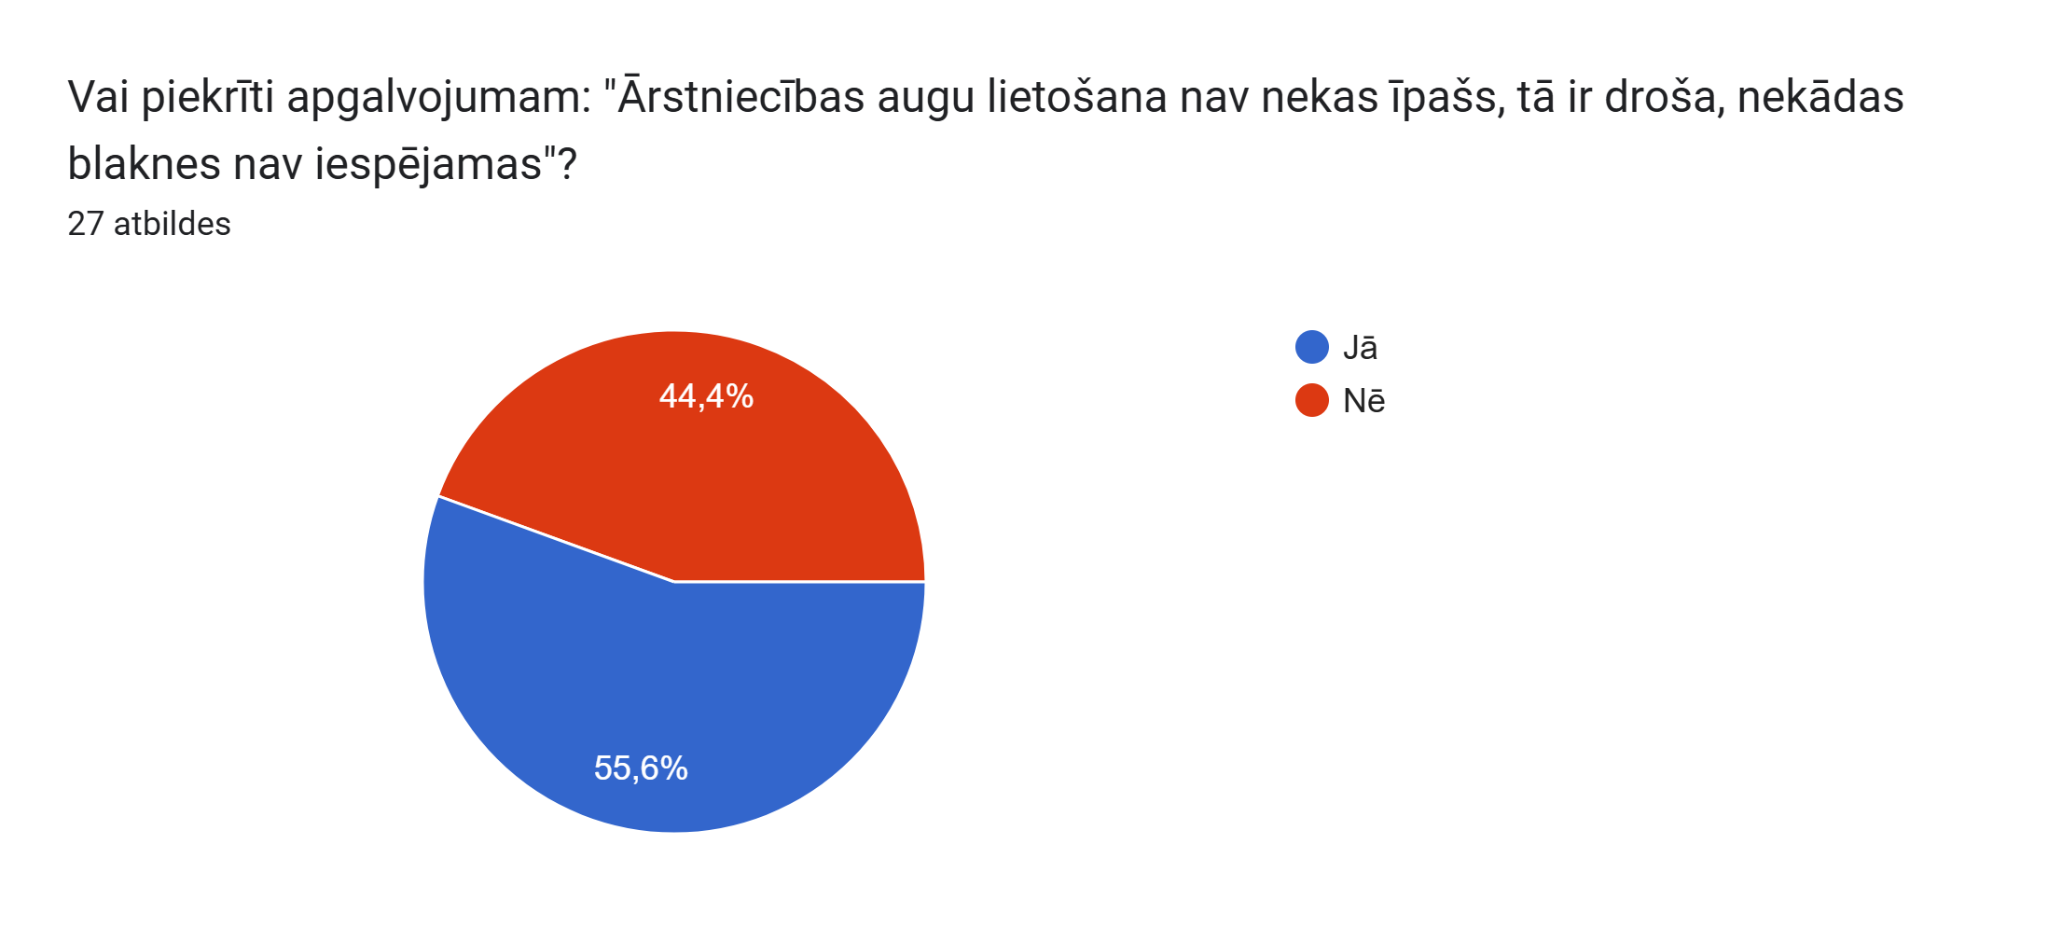 Vai piekrīti apgalvojumam: "Ārstniecības augu lietošana nav nekas īpašs, tā ir droša, nekādas
blaknes nav iespējamas"?
27 atbildes
Jā
Nē
44,4%
55,6%